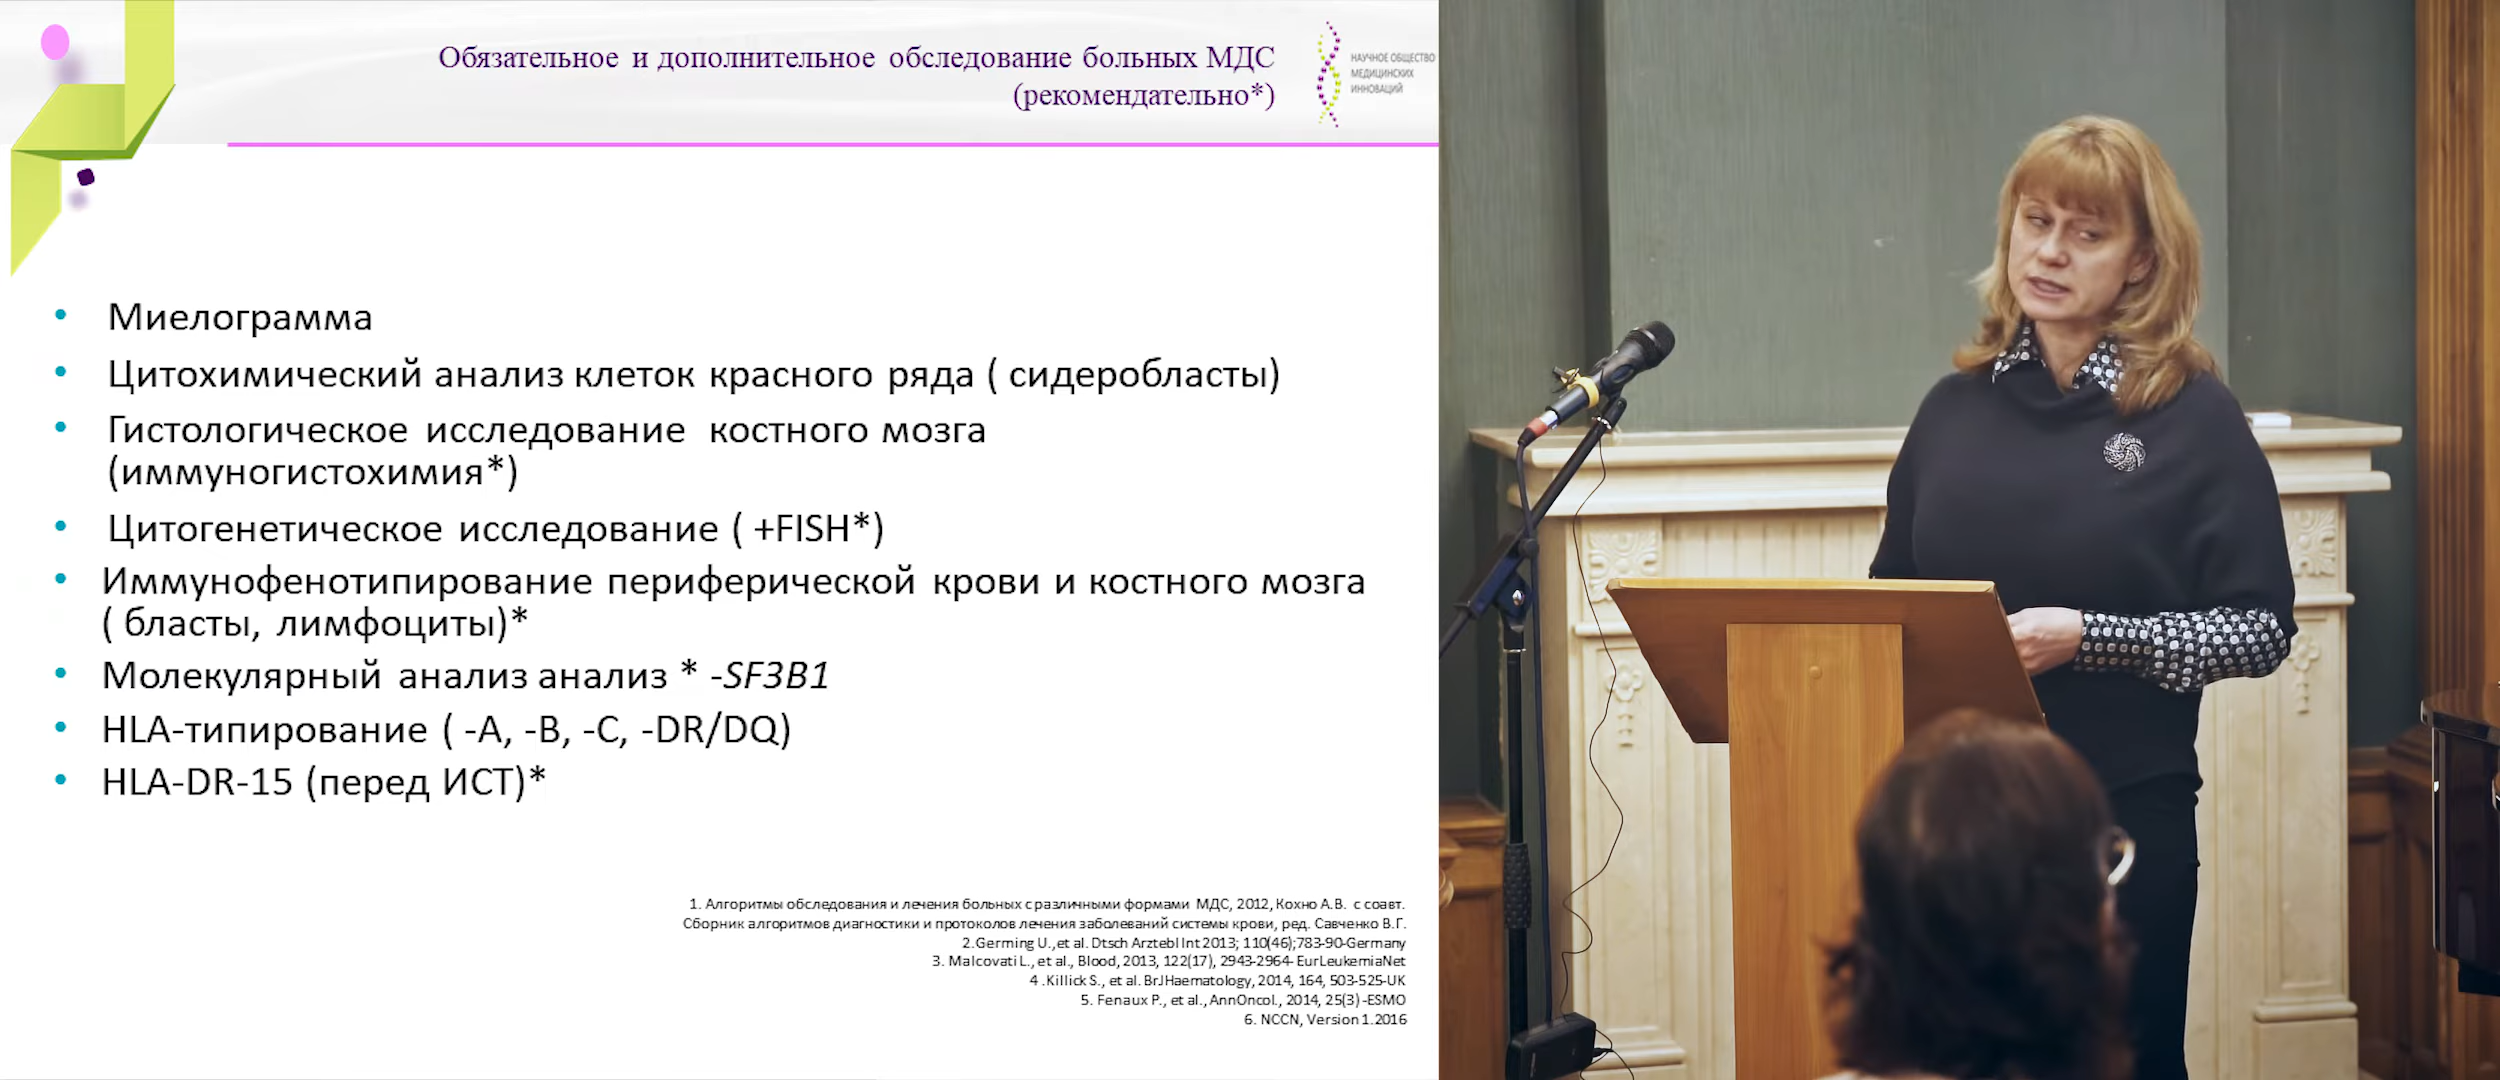 Обязательное и дополнительное обследование больных МДС
(рекомендательно*)
НАУЧНОЕ ОБЩЕСТВО
МЕДИЦИНСКИХ
ИННОВАЦИЙ
• Миелограмма
• Цитохимический анализ клеток красного ряда ( сидеробласты)
• Гистологическое исследование костного мозга
(иммуногистохимия*)
• Цитогенетическое исследование ( +FISH*)
• Иммунофенотипирование периферической крови и костного мозга
( бласты, лимфоциты)*
• Молекулярный анализ анализ * -SF3B1
• HLA-типирование ( -A, -B, -C, -DR/DQ)
• HLA-DR-15 (перед ИСТ)*
1. Алгоритмы обследования и лечения больных с различными формами МДС, 2012, Кохно А.В. с соавт.
Сборник алгоритмов диагностики и протоколов лечения заболеваний системы крови, ред. Савченко В.Г.
2.Germing U.,et al. Dtsch Arztebl Int 2013; 110(46);783-90-Germany
3. Malcovati L., et al., Blood, 2013, 122(17), 2943-2964- EurLeukemiaNet
4 .Killick S., et al. BrJHaematology, 2014, 164, 503-525-UK
5. Fenaux P., et al., AnnOncol., 2014, 25(3) -ESMO
6. NCCN, Version 1.2016